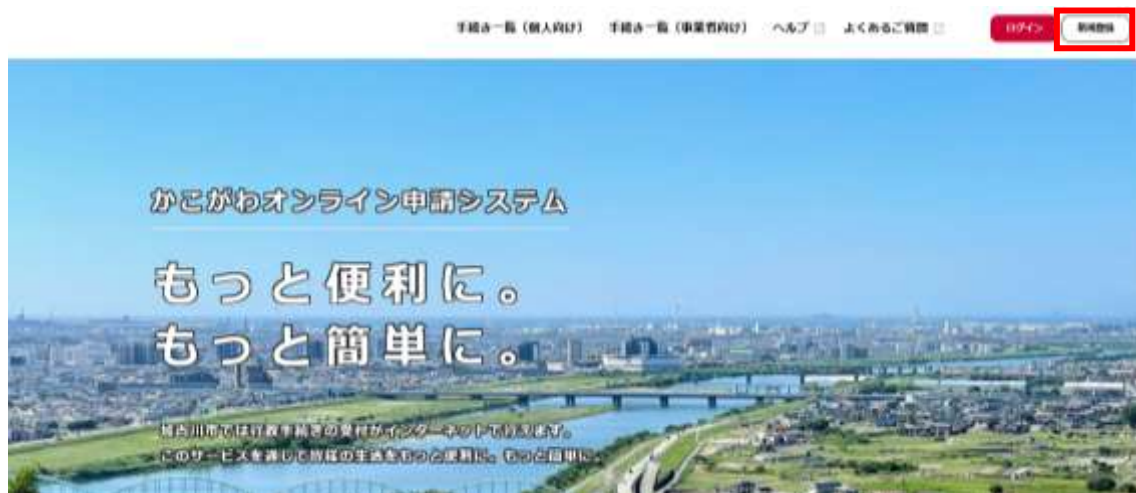 手続き一覧（個人向け） 手続き一覧（事業者向け） ヘルプ よくあるご質問 ログイン 新規登録
かこがわオンライン申請システム
もっと便利に。
もっと簡単に。
加古川市では行政手続きの受付がインターネットで行えます。
このサービスを通して皆様の生活をもっと便利に、もっと簡単に。